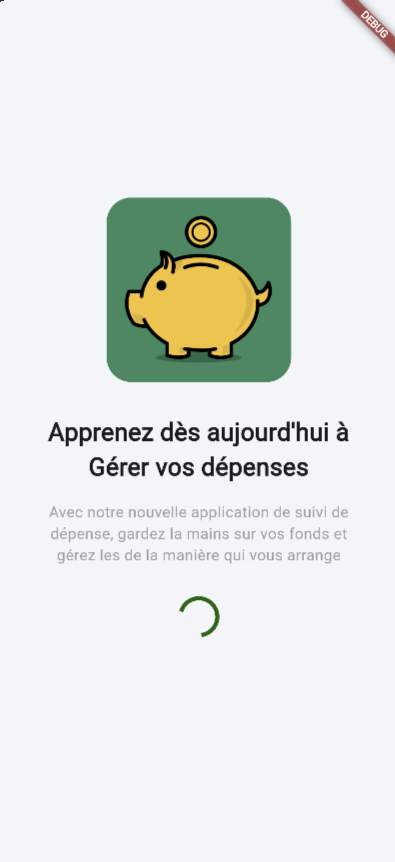 DEBUG
Apprenez dès aujourd'hui à
Gérer vos dépenses
Avec notre nouvelle application de suivi de
dépense, gardez la mains sur vos fonds et
gérez les de la manière qui vous arrange